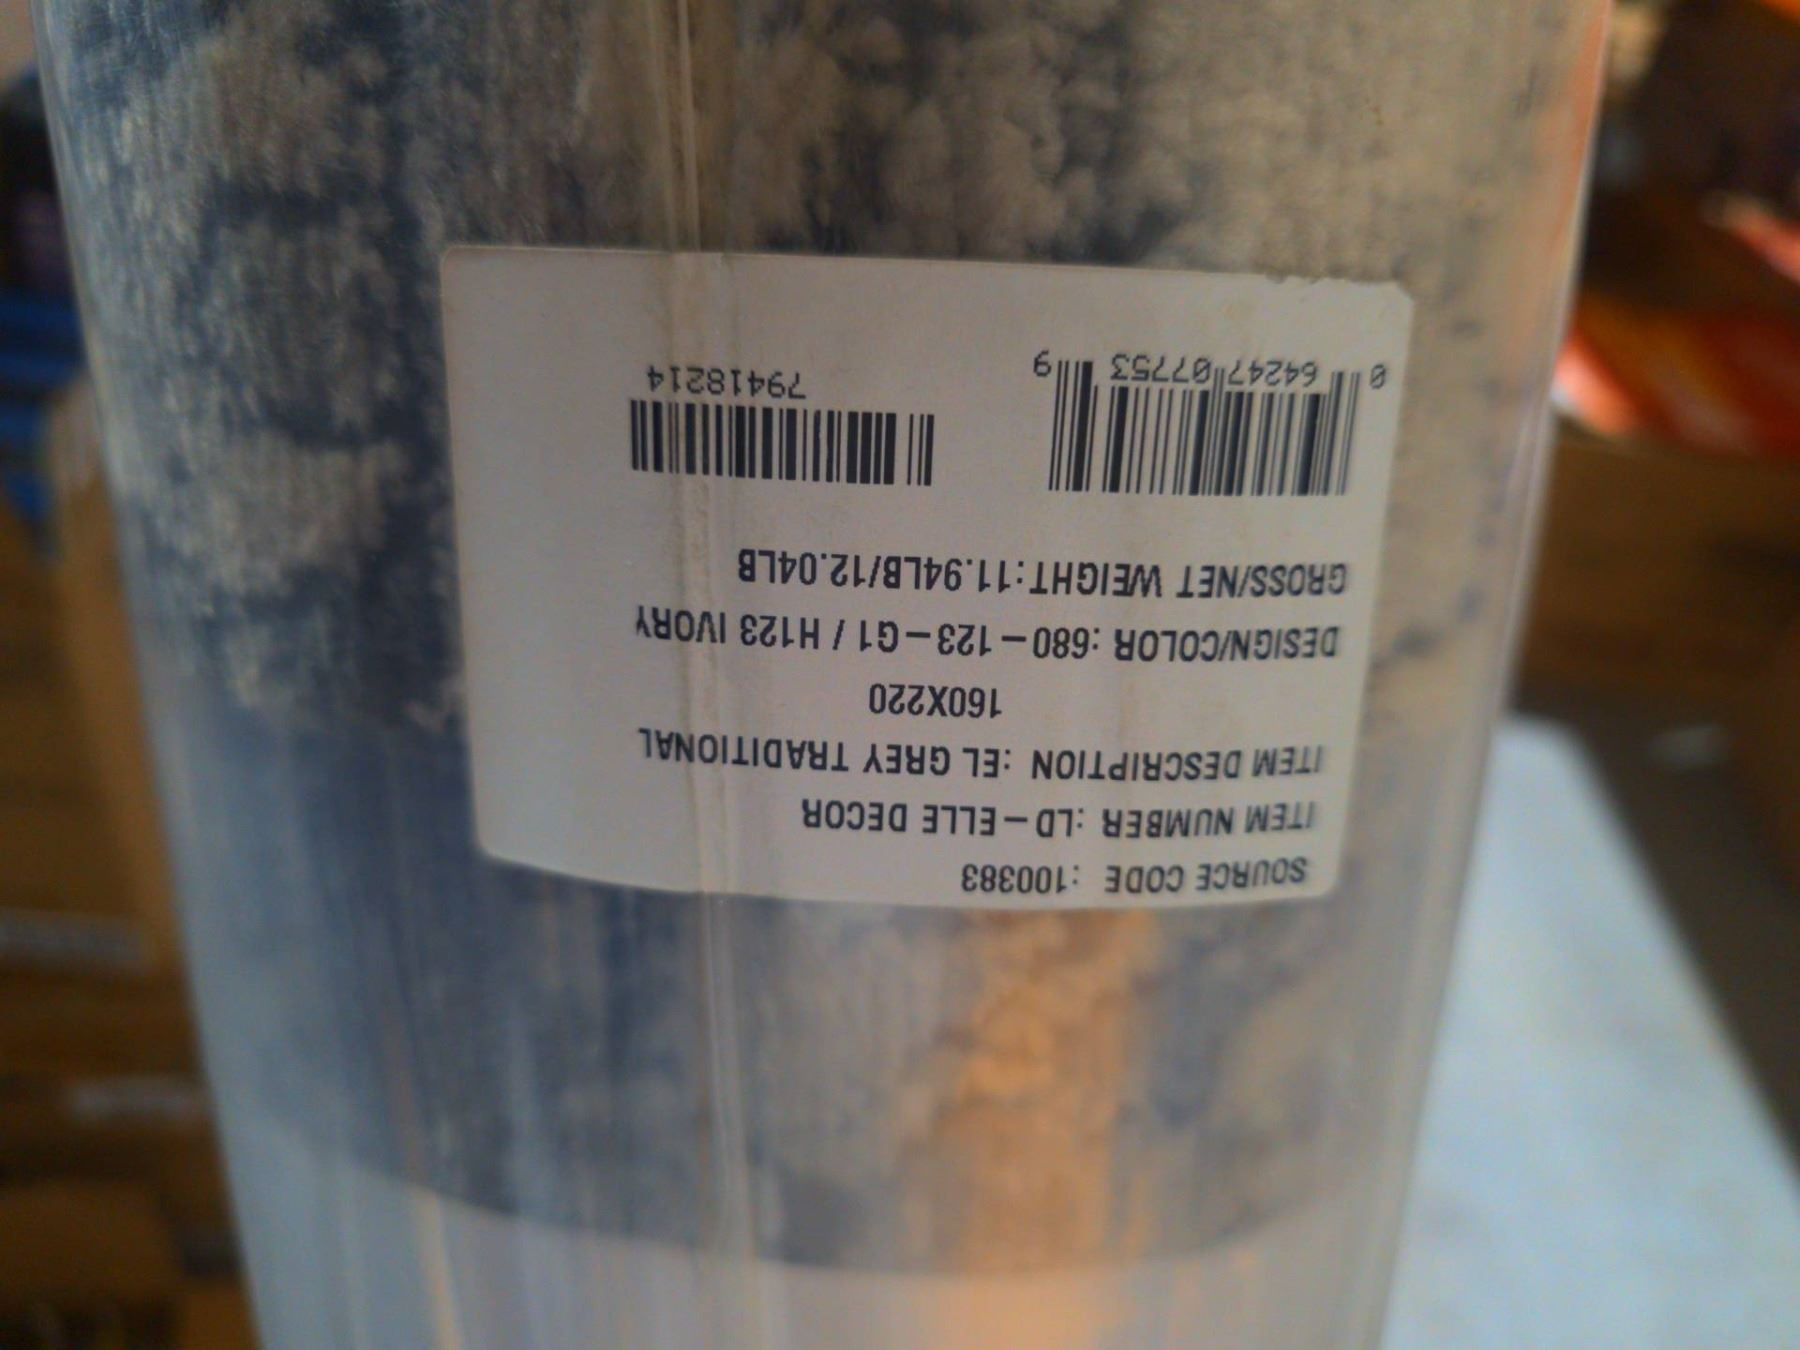 SOURCE CODE :100383
ITEM NUMBER :LD-ELLE DECOR
ITEM DESCRIPTION :EL GREY TRADITIONAL
160X220
DESIGN/COLOR :680-123-G1 / H123 IVORY
GROSS/NET WEIGHT:11.94LB/12.04LB
0 64247 07753 9
79418214